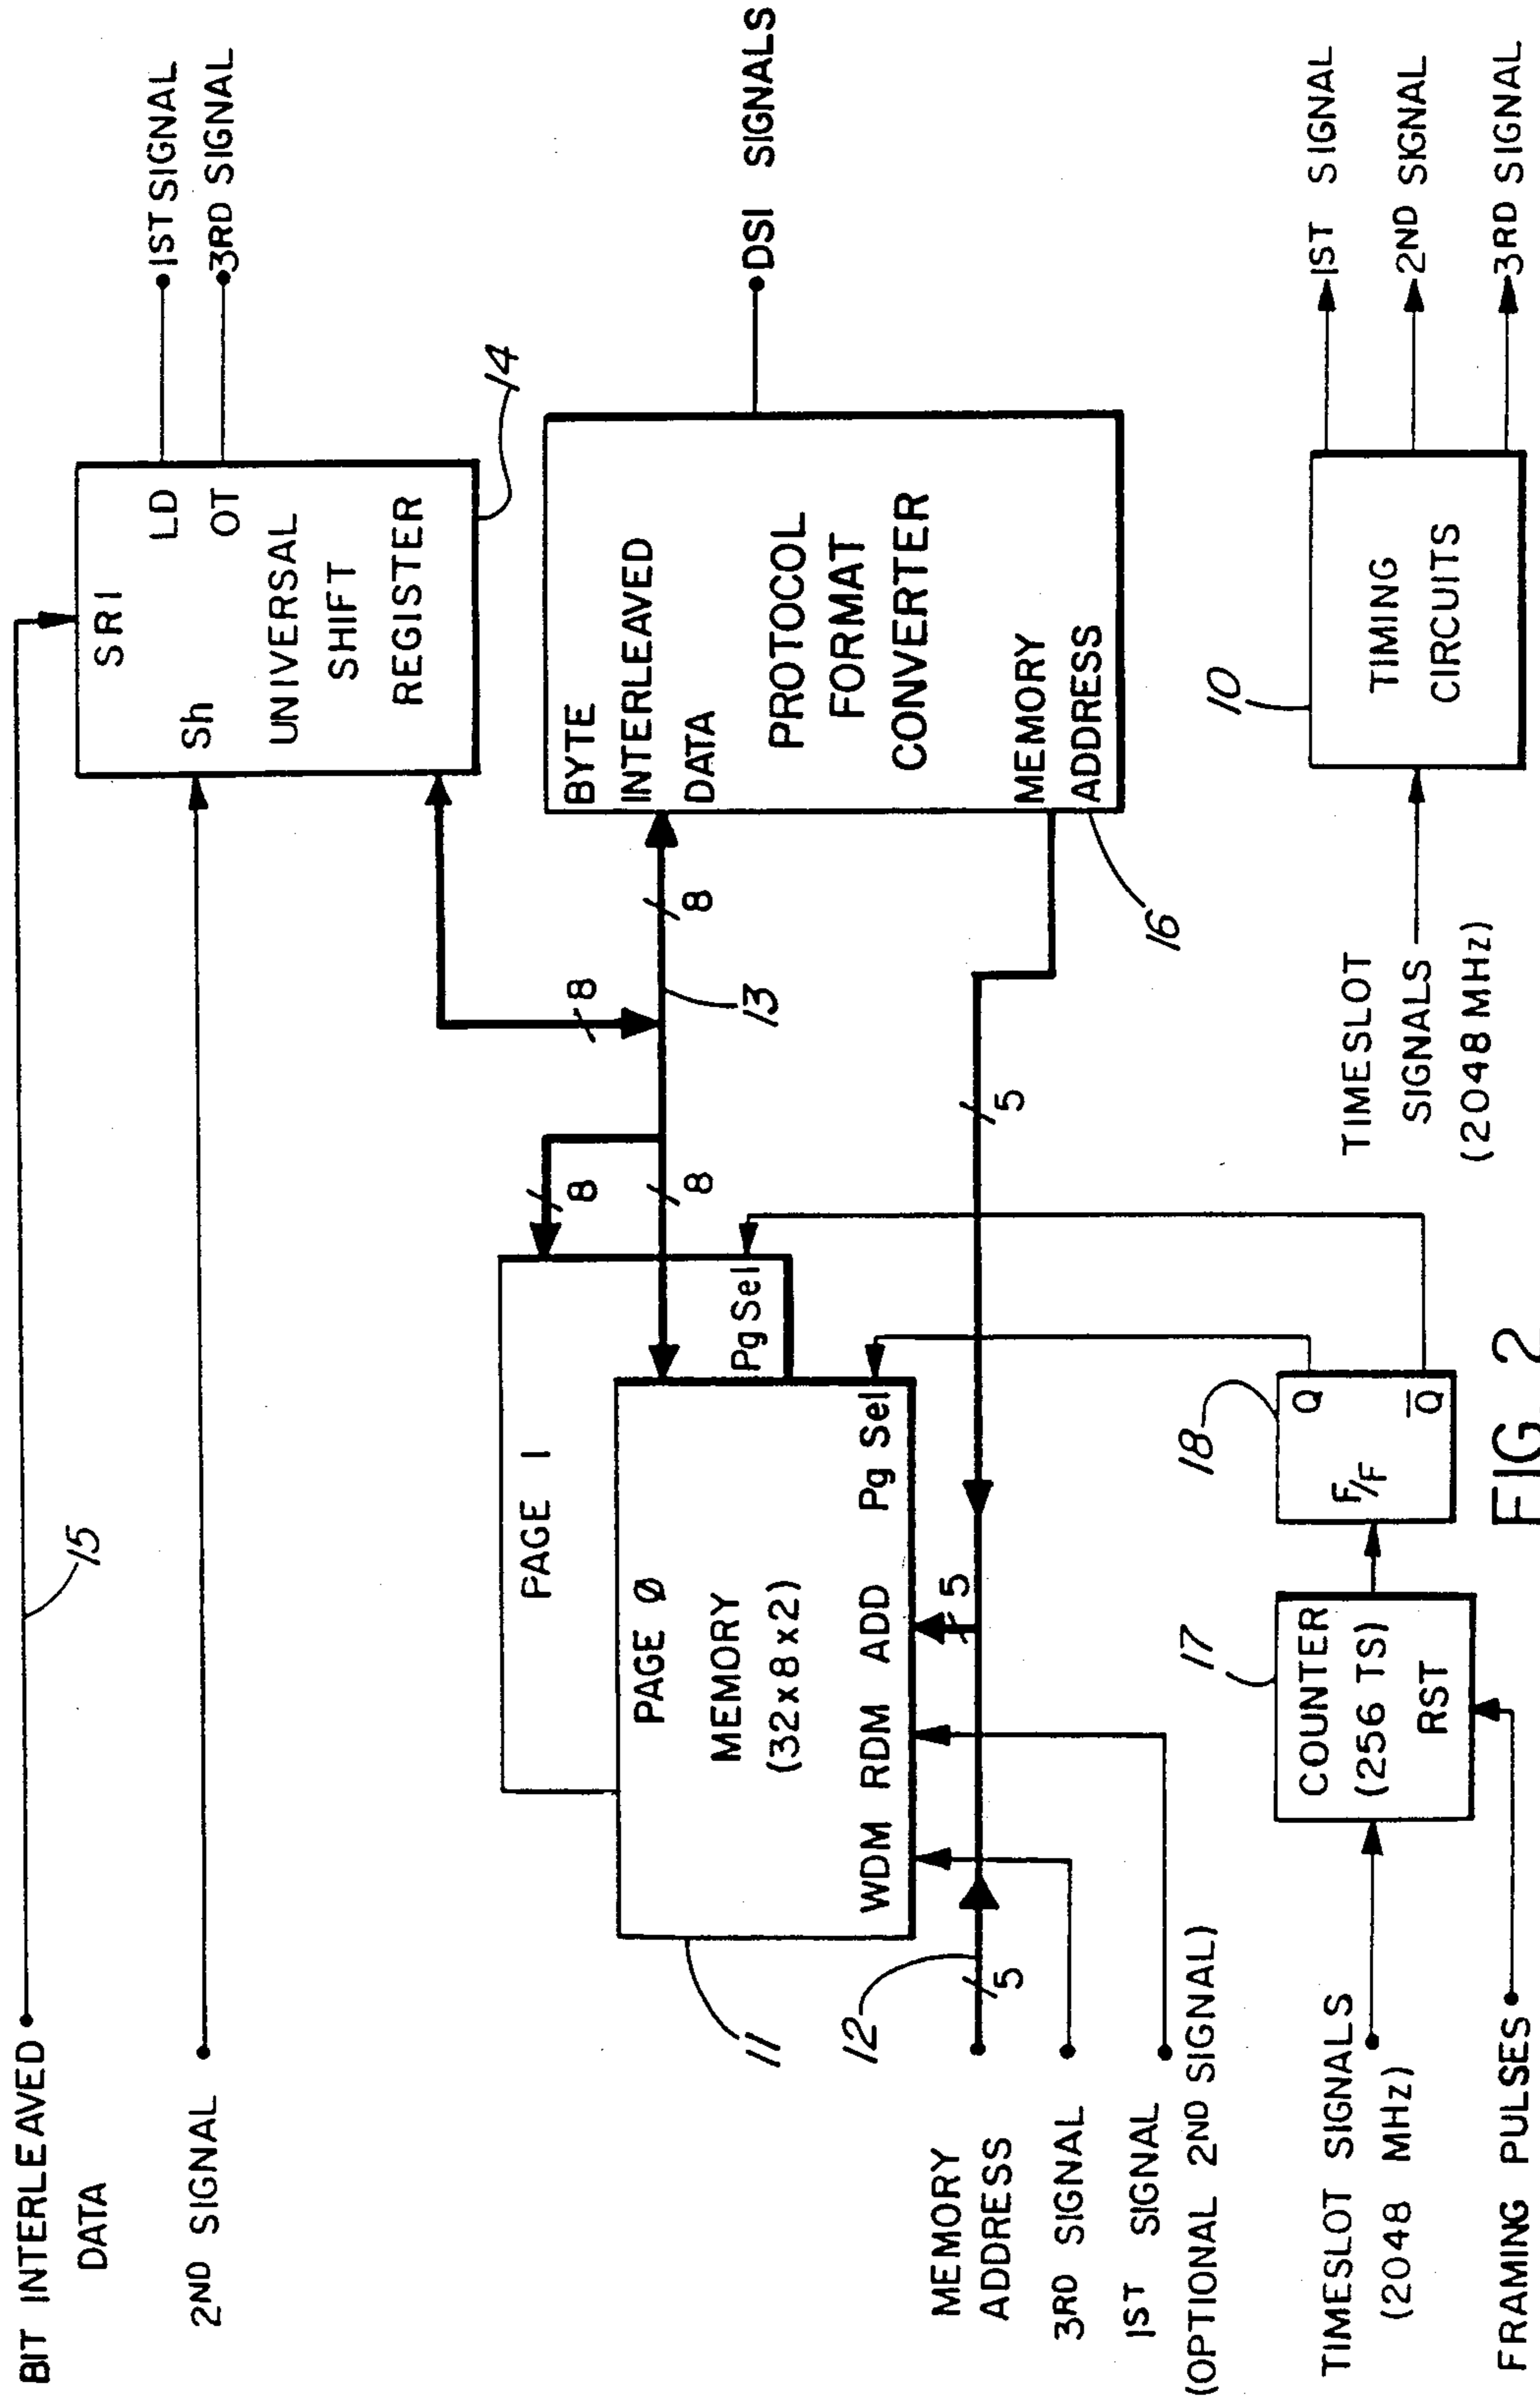 BIT INTERLEAVED
DATA
15
2ND SIGNAL
SRI
Sh
LD
OT
UNIVERSAL
SHIFT
REGISTER
1ST SIGNAL
3RD SIGNAL
14
PAGE 1
Pg Sel
PAGE Ø
MEMORY
(32x8x2)
WDM RDM ADD Pg Sel
11
8
8
8
8
13
BYTE
INTERLEAVED
DATA
PROTOCOL
FORMAT
CONVERTER
MEMORY
ADDRESS
DSI SIGNALS
16
12
5
5
5
MEMORY
ADDRESS
3RD SIGNAL
1ST SIGNAL
(OPTIONAL 2ND SIGNAL)
TIMESLOT SIGNALS
(2048 MHz)
FRAMING PULSES
17
COUNTER
(256 TS)
RST
18
F/F
Q
Q̅
TIMESLOT
SIGNALS
(2048 MHz)
10
TIMING
CIRCUITS
1ST SIGNAL
2ND SIGNAL
3RD SIGNAL
FIG. 2